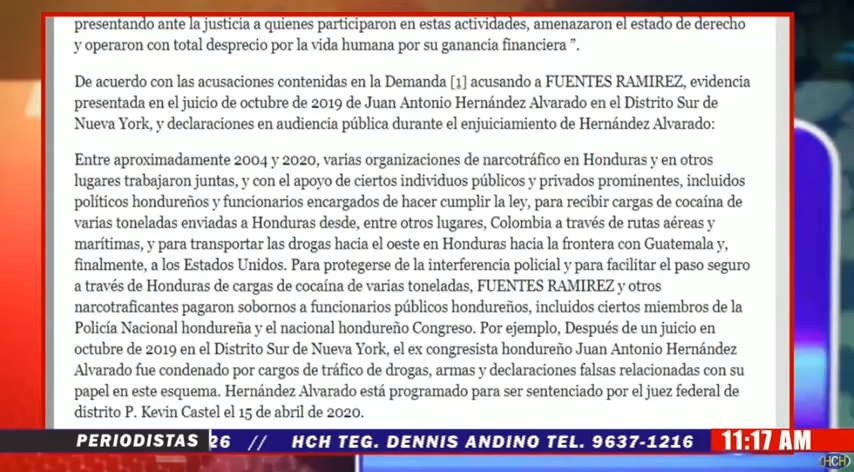 presentando ante la justicia a quienes participaron en estas actividades, amenazaron el estado de derecho
y operaron con total desprecio por la vida humana por su ganancia financiera ”.
De acuerdo con las acusaciones contenidas en la Demanda [1] acusando a FUENTES RAMIREZ, evidencia
presentada en el juicio de octubre de 2019 de Juan Antonio Hernández Alvarado en el Distrito Sur de
Nueva York, y declaraciones en audiencia pública durante el enjuiciamiento de Hernández Alvarado:
Entre aproximadamente 2004 y 2020, varias organizaciones de narcotráfico en Honduras y en otros
lugares trabajaron juntas, y con el apoyo de ciertos individuos públicos y privados prominentes, incluidos
políticos hondureños y funcionarios encargados de hacer cumplir la ley, para recibir cargas de cocaína de
varias toneladas enviadas a Honduras desde, entre otros lugares, Colombia a través de rutas aéreas y
marítimas, y para transportar las drogas hacia el oeste en Honduras hacia la frontera con Guatemala y,
finalmente, a los Estados Unidos. Para protegerse de la interferencia policial y para facilitar el paso seguro
a través de Honduras de cargas de cocaína de varias toneladas, FUENTES RAMIREZ y otros
narcotraficantes pagaron sobornos a funcionarios públicos hondureños, incluidos ciertos miembros de la
Policía Nacional hondureña y el nacional hondureño Congreso. Por ejemplo, Después de un juicio en
octubre de 2019 en el Distrito Sur de Nueva York, el ex congresista hondureño Juan Antonio Hernández
Alvarado fue condenado por cargos de tráfico de drogas, armas y declaraciones falsas relacionadas con su
papel en este esquema. Hernández Alvarado está programado para ser sentenciado por el juez federal de
distrito P. Kevin Castel el 15 de abril de 2020.
PERIODISTAS 26 // HCH TEG. DENNIS ANDINO TEL. 9637-1216 11:17 AM
HCH